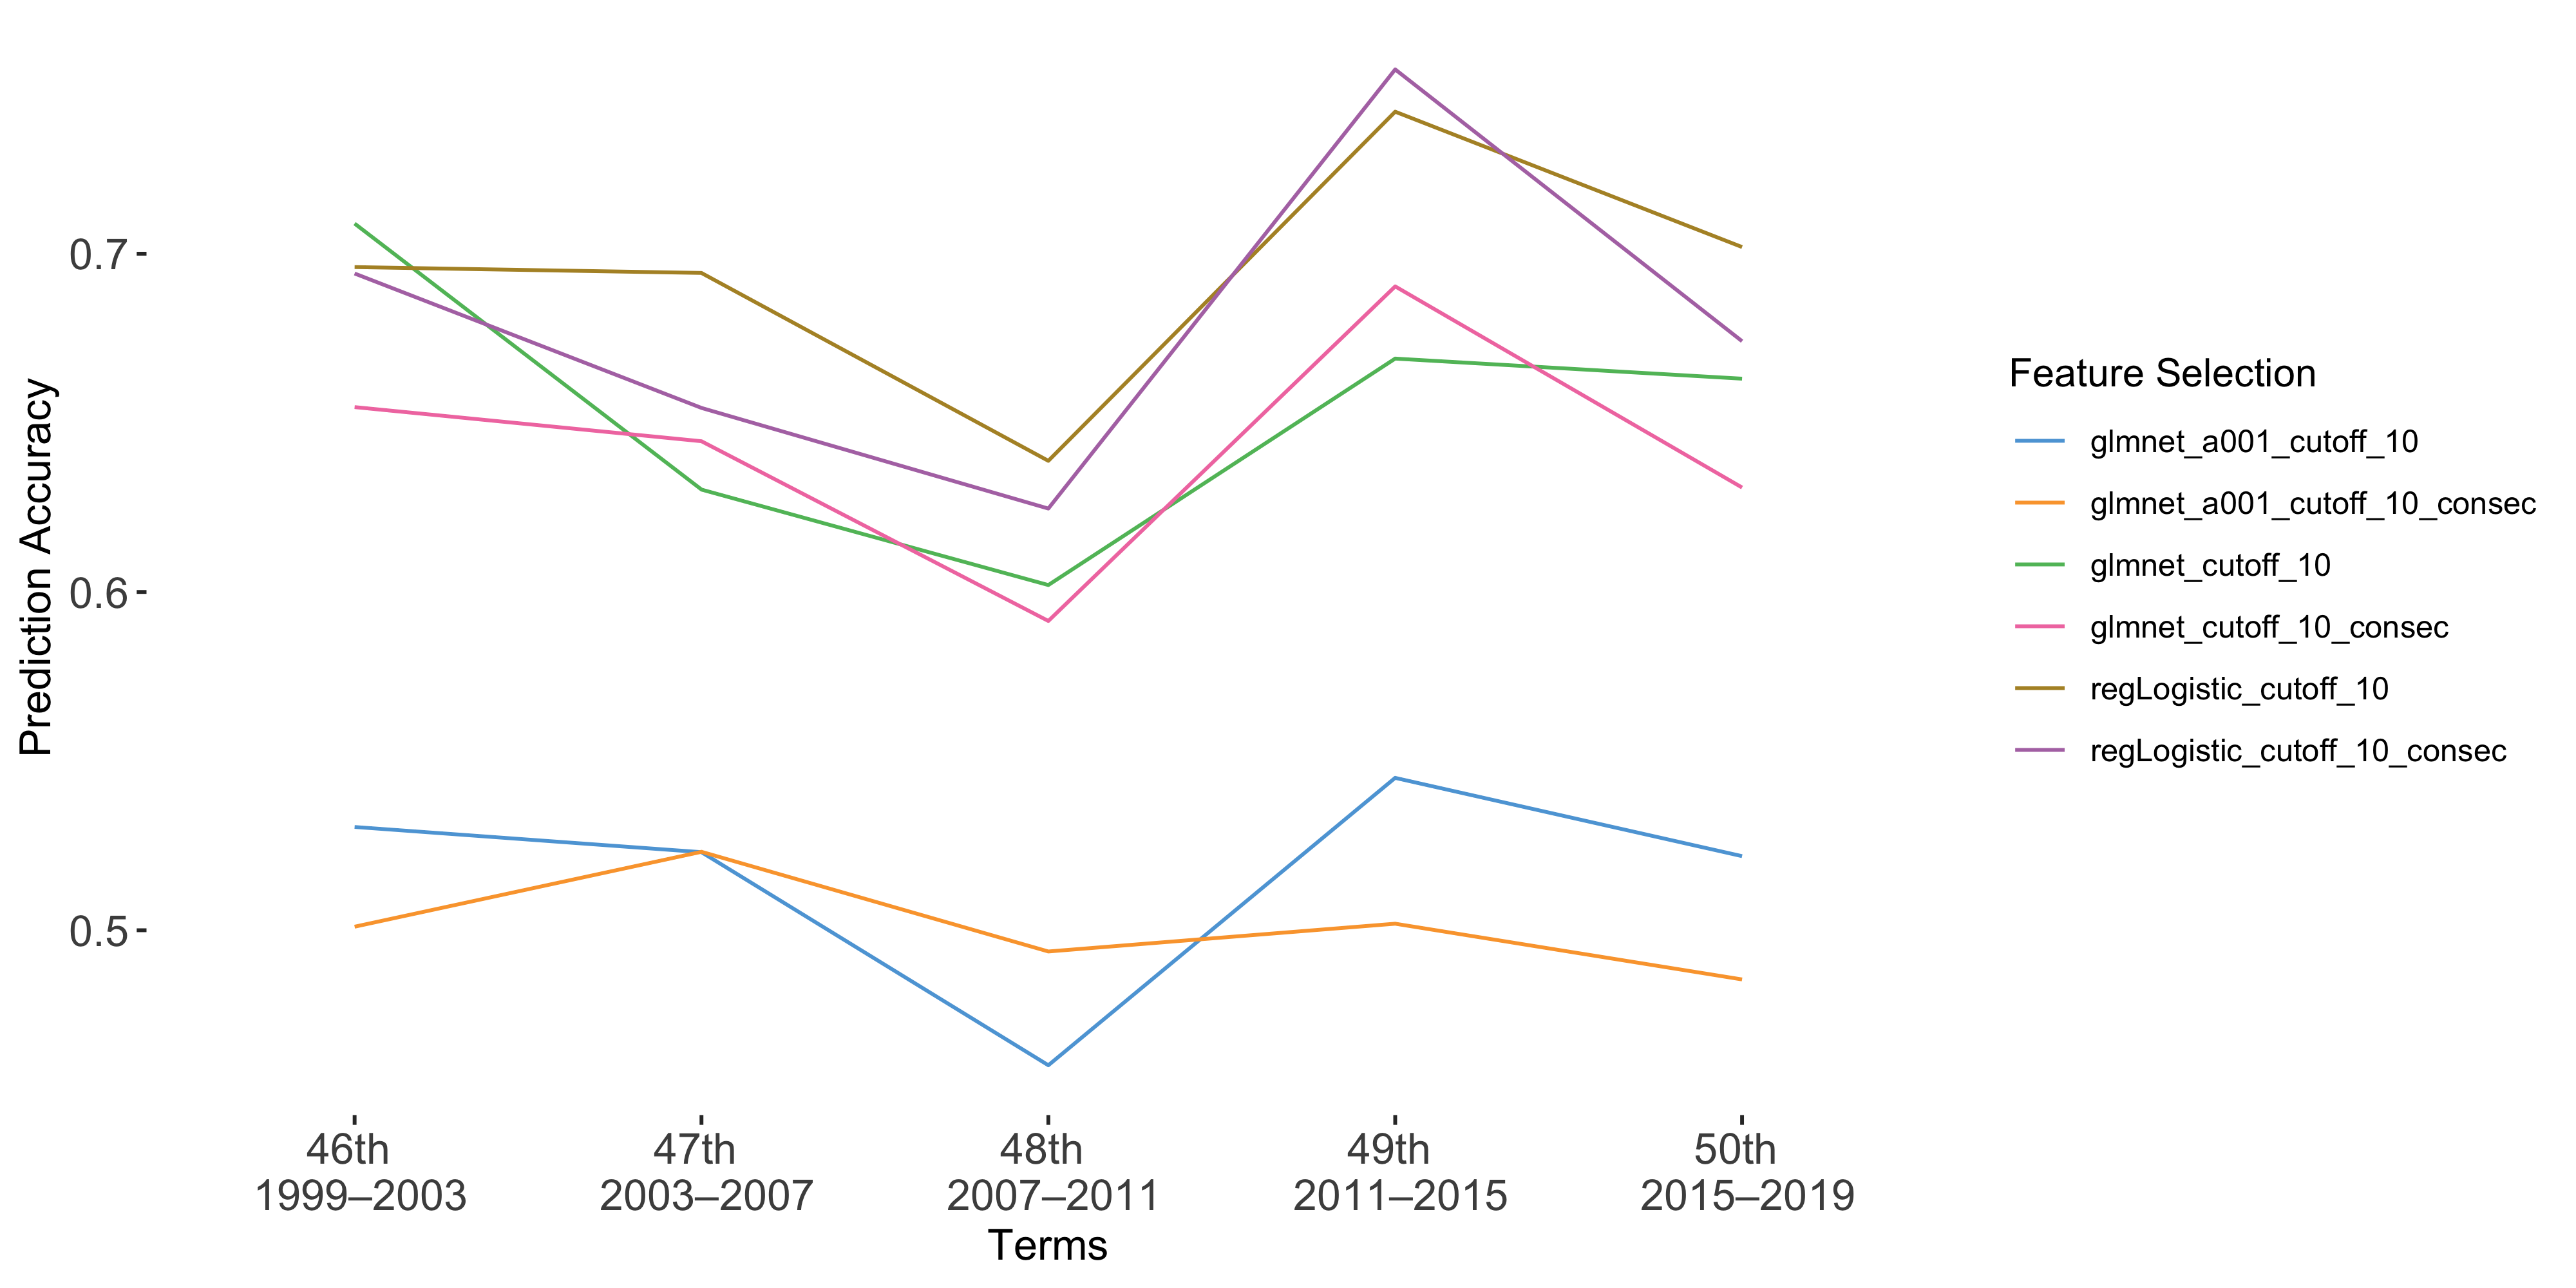 Prediction Accuracy
0.7
0.6
0.5
46th
1999–2003
47th
2003–2007
48th
2007–2011
49th
2011–2015
50th
2015–2019
Terms
Feature Selection
glmnet_a001_cutoff_10
glmnet_a001_cutoff_10_consec
glmnet_cutoff_10
glmnet_cutoff_10_consec
regLogistic_cutoff_10
regLogistic_cutoff_10_consec